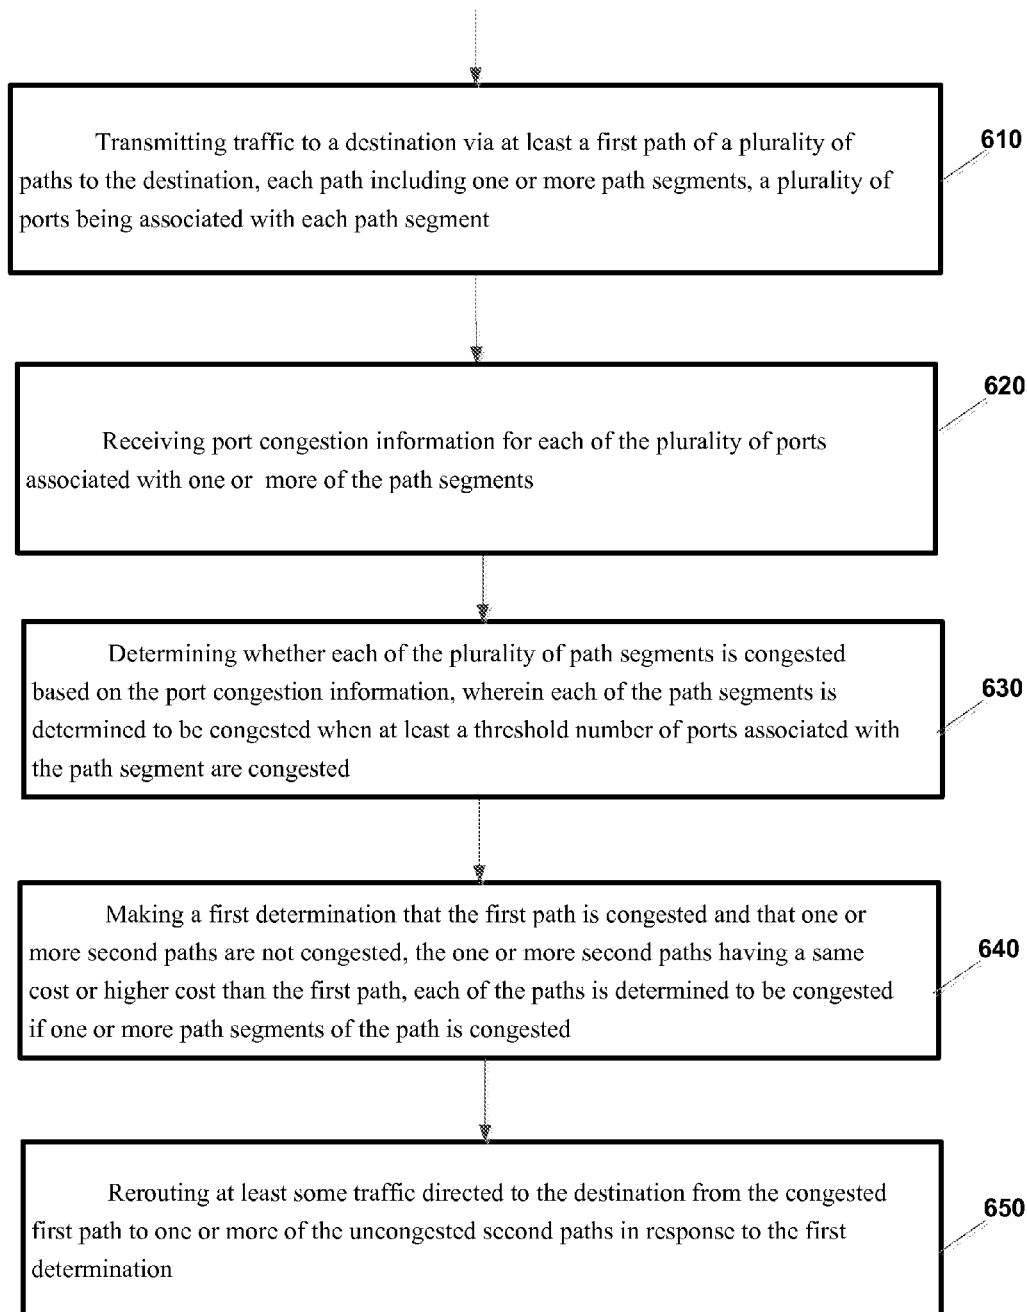 Transmitting traffic to a destination via at least a first path of a plurality of
paths to the destination, each path including one or more path segments, a plurality of
ports being associated with each path segment
610
Receiving port congestion information for each of the plurality of ports
associated with one or more of the path segments
620
Determining whether each of the plurality of path segments is congested
based on the port congestion information, wherein each of the path segments is
determined to be congested when at least a threshold number of ports associated with
the path segment are congested
630
Making a first determination that the first path is congested and that one or
more second paths are not congested, the one or more second paths having a same
cost or higher cost than the first path, each of the paths is determined to be congested
if one or more path segments of the path is congested
640
Rerouting at least some traffic directed to the destination from the congested
first path to one or more of the uncongested second paths in response to the first
determination
650